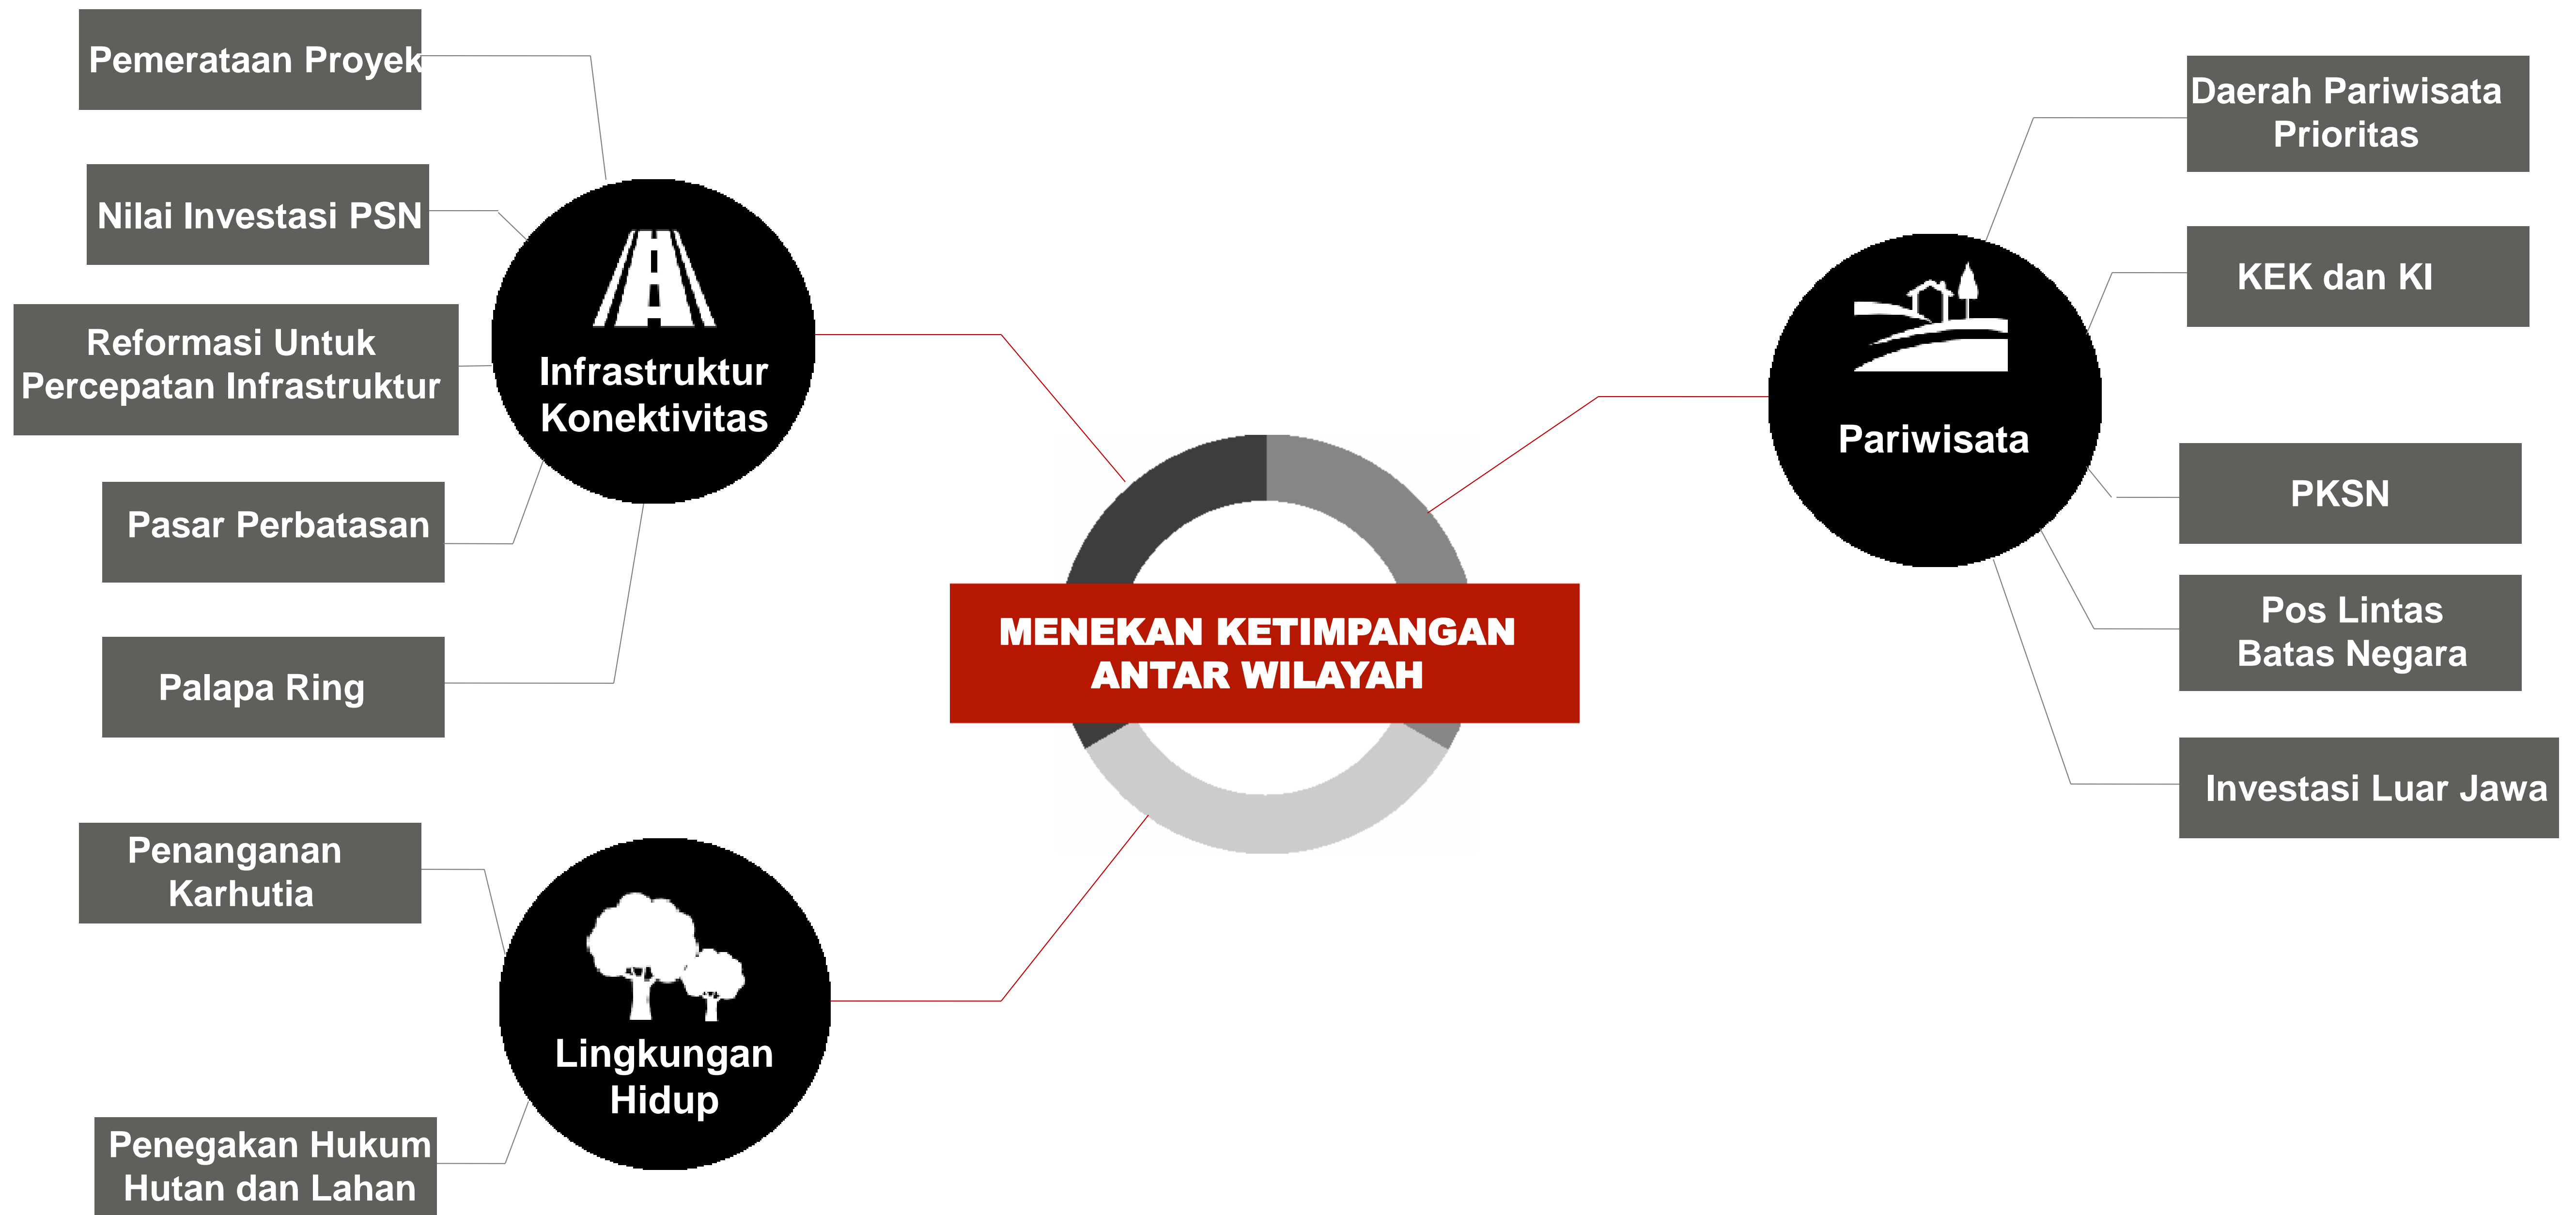 Pemerataan Proyek
Nilai Investasi PSN
Reformasi Untuk
Percepatan Infrastruktur
Pasar Perbatasan
Palapa Ring
Infrastruktur
Konektivitas
Penanganan
Karhutia
Penegakan Hukum
Hutan dan Lahan
Lingkungan
Hidup
MENEKAN KETIMPANGAN
ANTAR WILAYAH
Pariwisata
Daerah Pariwisata
Prioritas
KEK dan KI
PKSN
Pos Lintas
Batas Negara
Investasi Luar Jawa